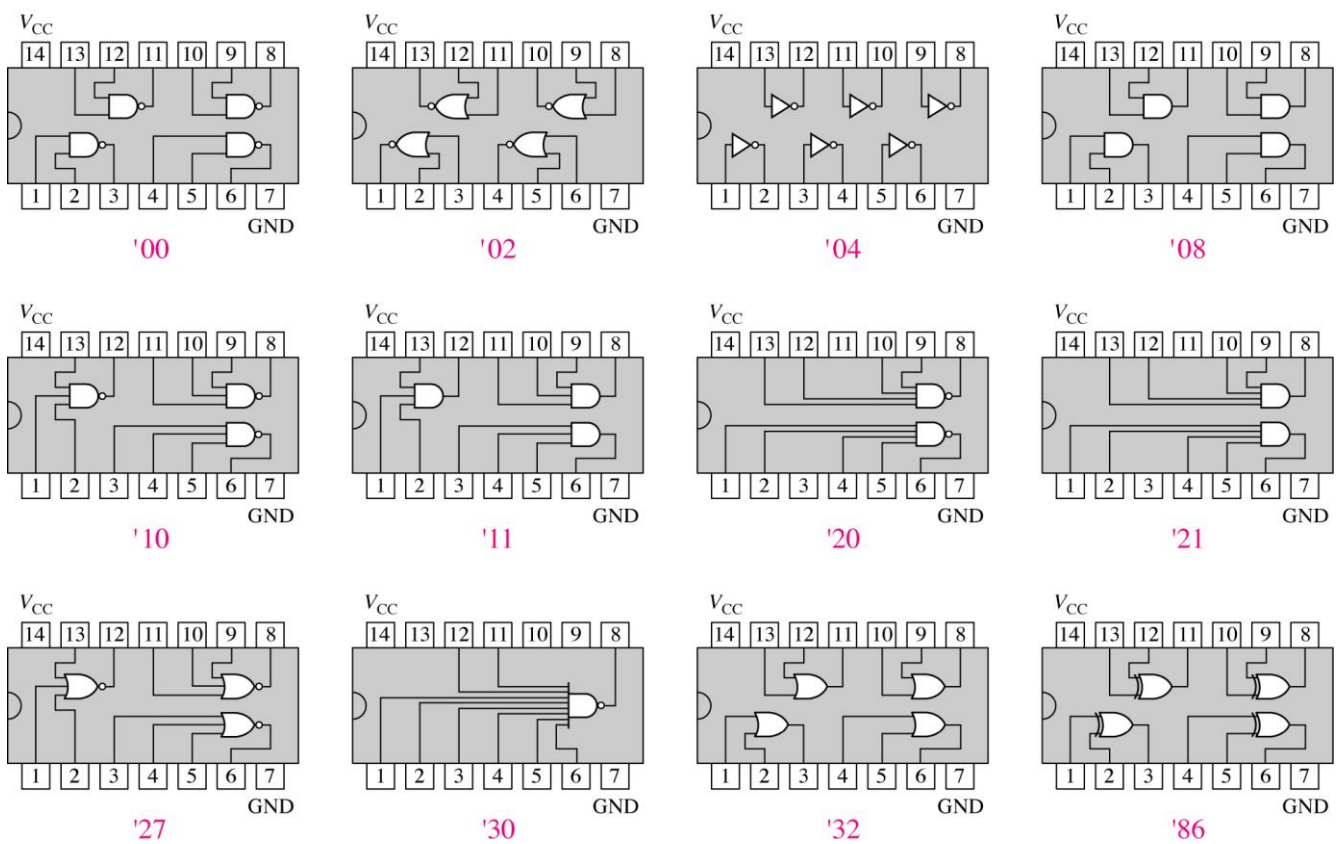 VCC VCC VCC VCC
14 13 12 11 10 9 8 14 13 12 11 10 9 8 14 13 12 11 10 9 8 14 13 12 11 10 9 8
1 2 3 4 5 6 7 1 2 3 4 5 6 7 1 2 3 4 5 6 7 1 2 3 4 5 6 7
GND GND GND GND
'00 '02 '04 '08
VCC VCC VCC VCC
14 13 12 11 10 9 8 14 13 12 11 10 9 8 14 13 12 11 10 9 8 14 13 12 11 10 9 8
1 2 3 4 5 6 7 1 2 3 4 5 6 7 1 2 3 4 5 6 7 1 2 3 4 5 6 7
GND GND GND GND
'10 '11 '20 '21
VCC VCC VCC VCC
14 13 12 11 10 9 8 14 13 12 11 10 9 8 14 13 12 11 10 9 8 14 13 12 11 10 9 8
1 2 3 4 5 6 7 1 2 3 4 5 6 7 1 2 3 4 5 6 7 1 2 3 4 5 6 7
GND GND GND GND
'27 '30 '32 '86